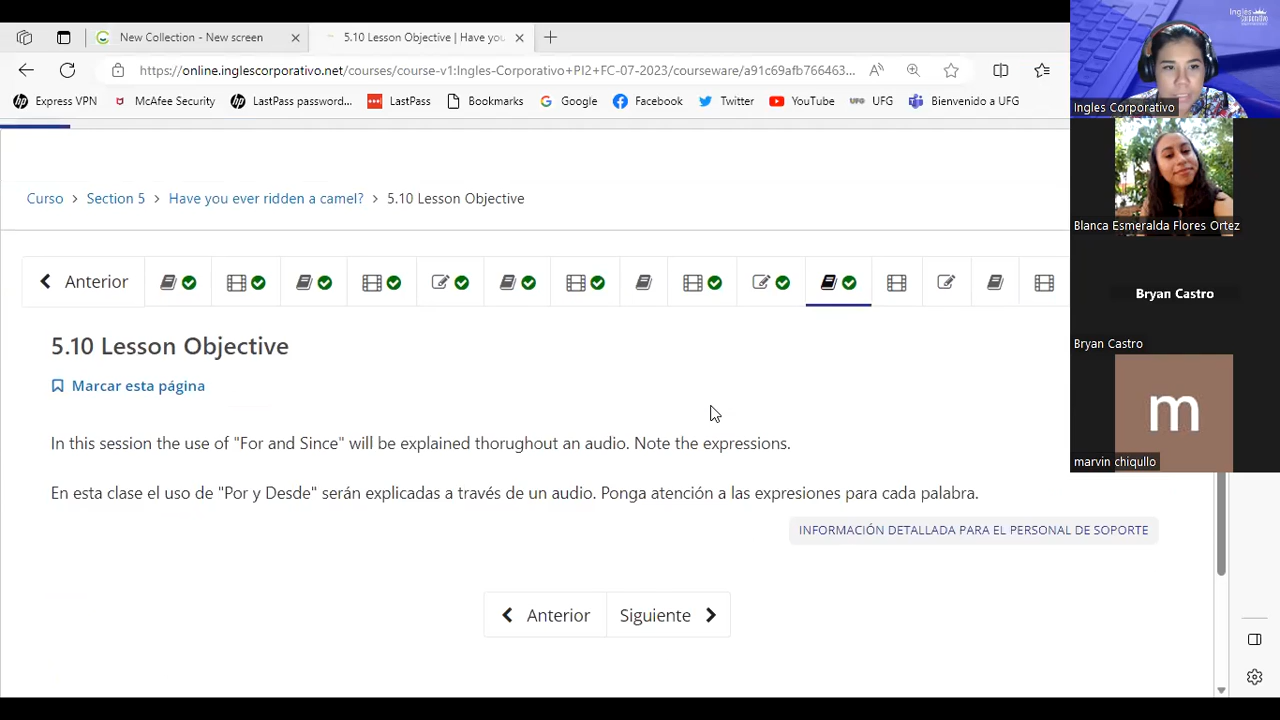 New Collection - New screen
5.10 Lesson Objective | Have you
https://online.inglescorporativo.net/courses/course-v1:Ingles-Corporativo+PI2+FC-07-2023/courseware/a91c69afb766463...
Express VPN McAfee Security LastPass password... LastPass Bookmarks Google Facebook Twitter YouTube UFG Bienvenido a UFG
Curso > Section 5 > Have you ever ridden a camel? > 5.10 Lesson Objective
Anterior
5.10 Lesson Objective
Marcar esta página
In this session the use of "For and Since" will be explained thorughout an audio. Note the expressions.
En esta clase el uso de "Por y Desde" serán explicadas a través de un audio. Ponga atención a las expresiones para cada palabra.
INFORMACIÓN DETALLADA PARA EL PERSONAL DE SOPORTE
Anterior Siguiente
Ingles Corporativo
Ingles Corporativo
Blanca Esmeralda Flores Ortez
Bryan Castro
Bryan Castro
m
marvin chiqullo